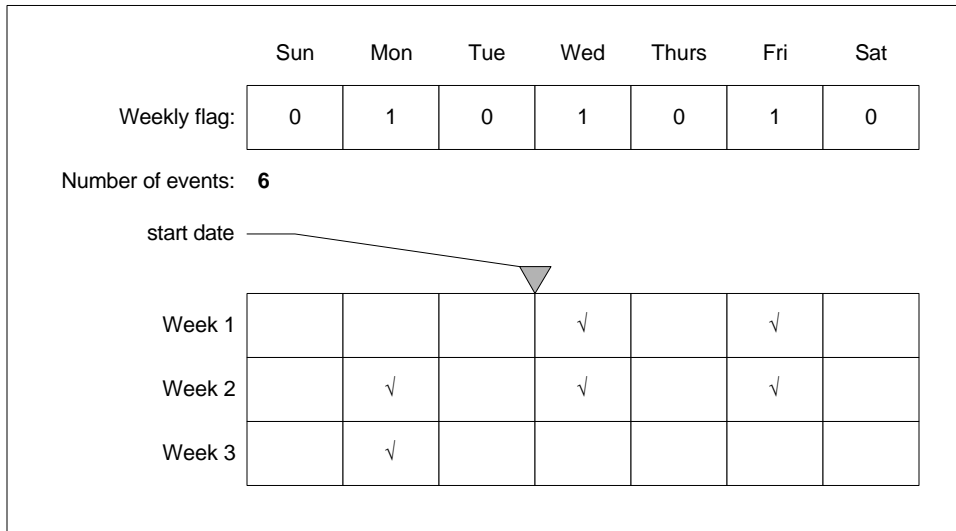 Sun Mon Tue Wed Thurs Fri Sat
Weekly flag: 0 1 0 1 0 1 0
Number of events: 6
start date
Week 1 √ √
Week 2 √ √ √
Week 3 √